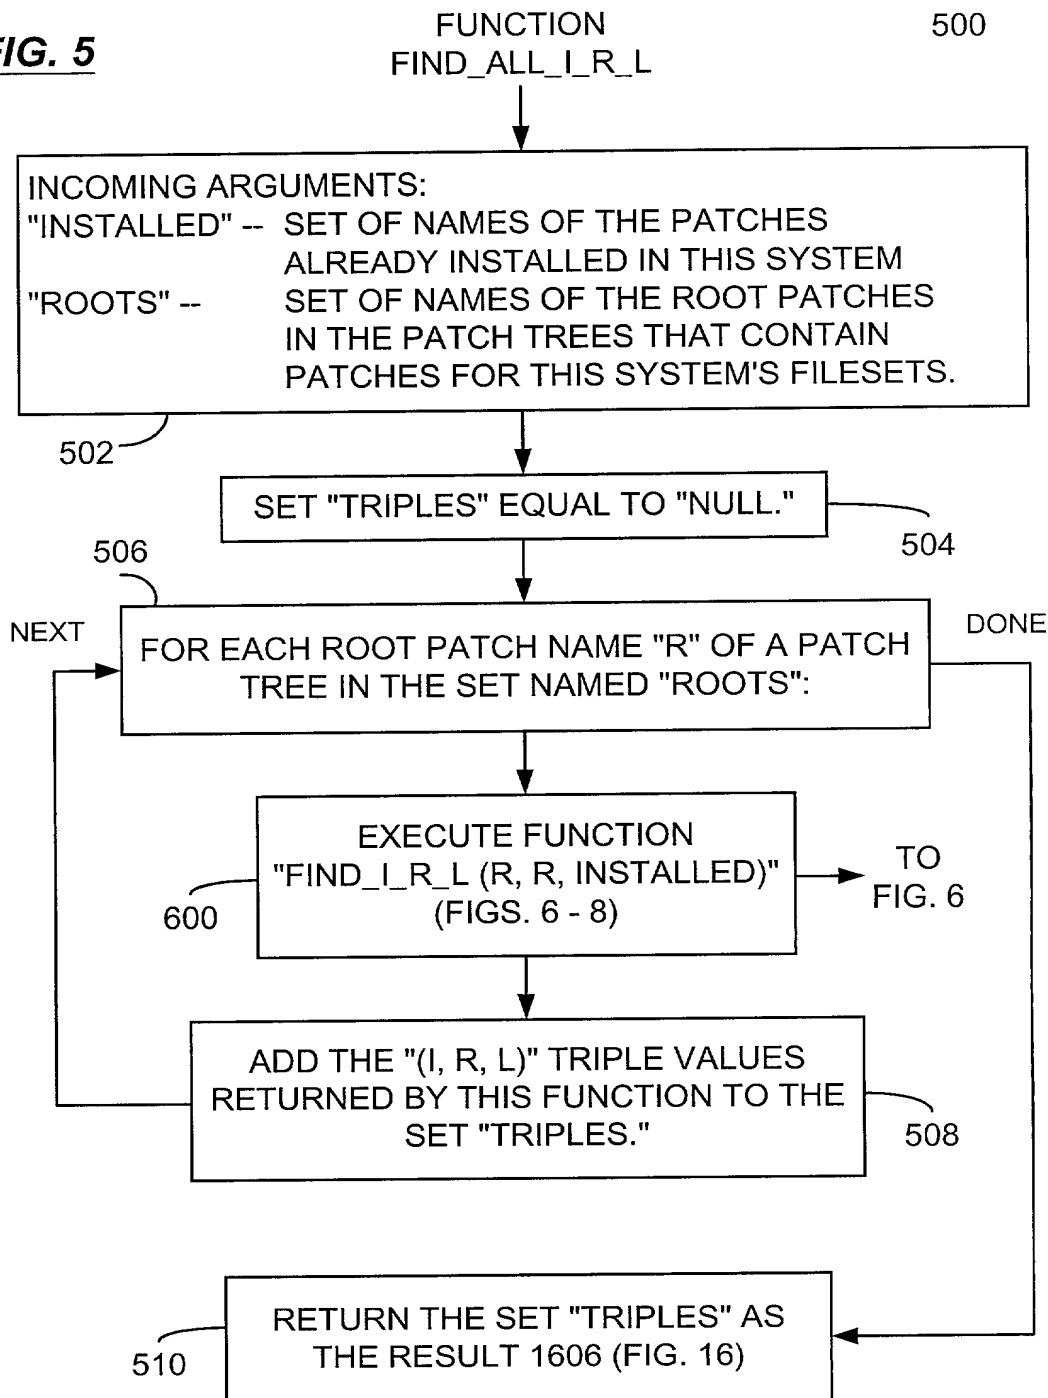 FIG. 5
FUNCTION
FIND_ALL_I_R_L
500
INCOMING ARGUMENTS:
"INSTALLED" -- SET OF NAMES OF THE PATCHES
ALREADY INSTALLED IN THIS SYSTEM
"ROOTS" -- SET OF NAMES OF THE ROOT PATCHES
IN THE PATCH TREES THAT CONTAIN
PATCHES FOR THIS SYSTEM'S FILESETS.
502
SET "TRIPLES" EQUAL TO "NULL."
504
506
NEXT
DONE
FOR EACH ROOT PATCH NAME "R" OF A PATCH
TREE IN THE SET NAMED "ROOTS":
EXECUTE FUNCTION
"FIND_I_R_L (R, R, INSTALLED)"
(FIGS. 6 - 8)
600
TO
FIG. 6
ADD THE "(I, R, L)" TRIPLE VALUES
RETURNED BY THIS FUNCTION TO THE
SET "TRIPLES."
508
RETURN THE SET "TRIPLES" AS
THE RESULT 1606 (FIG. 16)
510